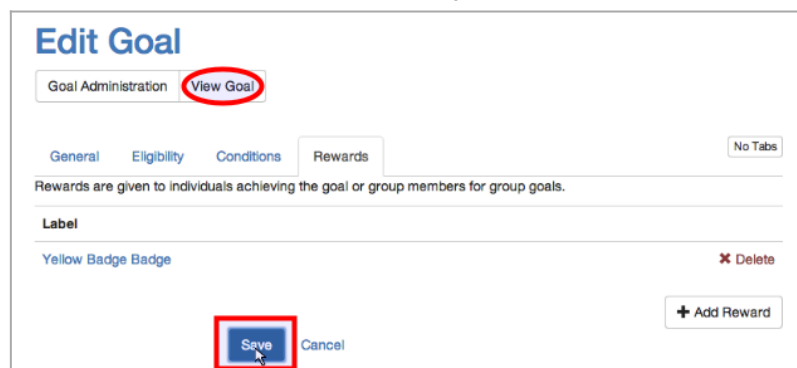 Edit Goal
Goal Administration View Goal
General Eligibility Conditions Rewards No Tabs
Rewards are given to individuals achieving the goal or group members for group goals.
Label
Yellow Badge Badge ✖ Delete
+ Add Reward
Save Cancel